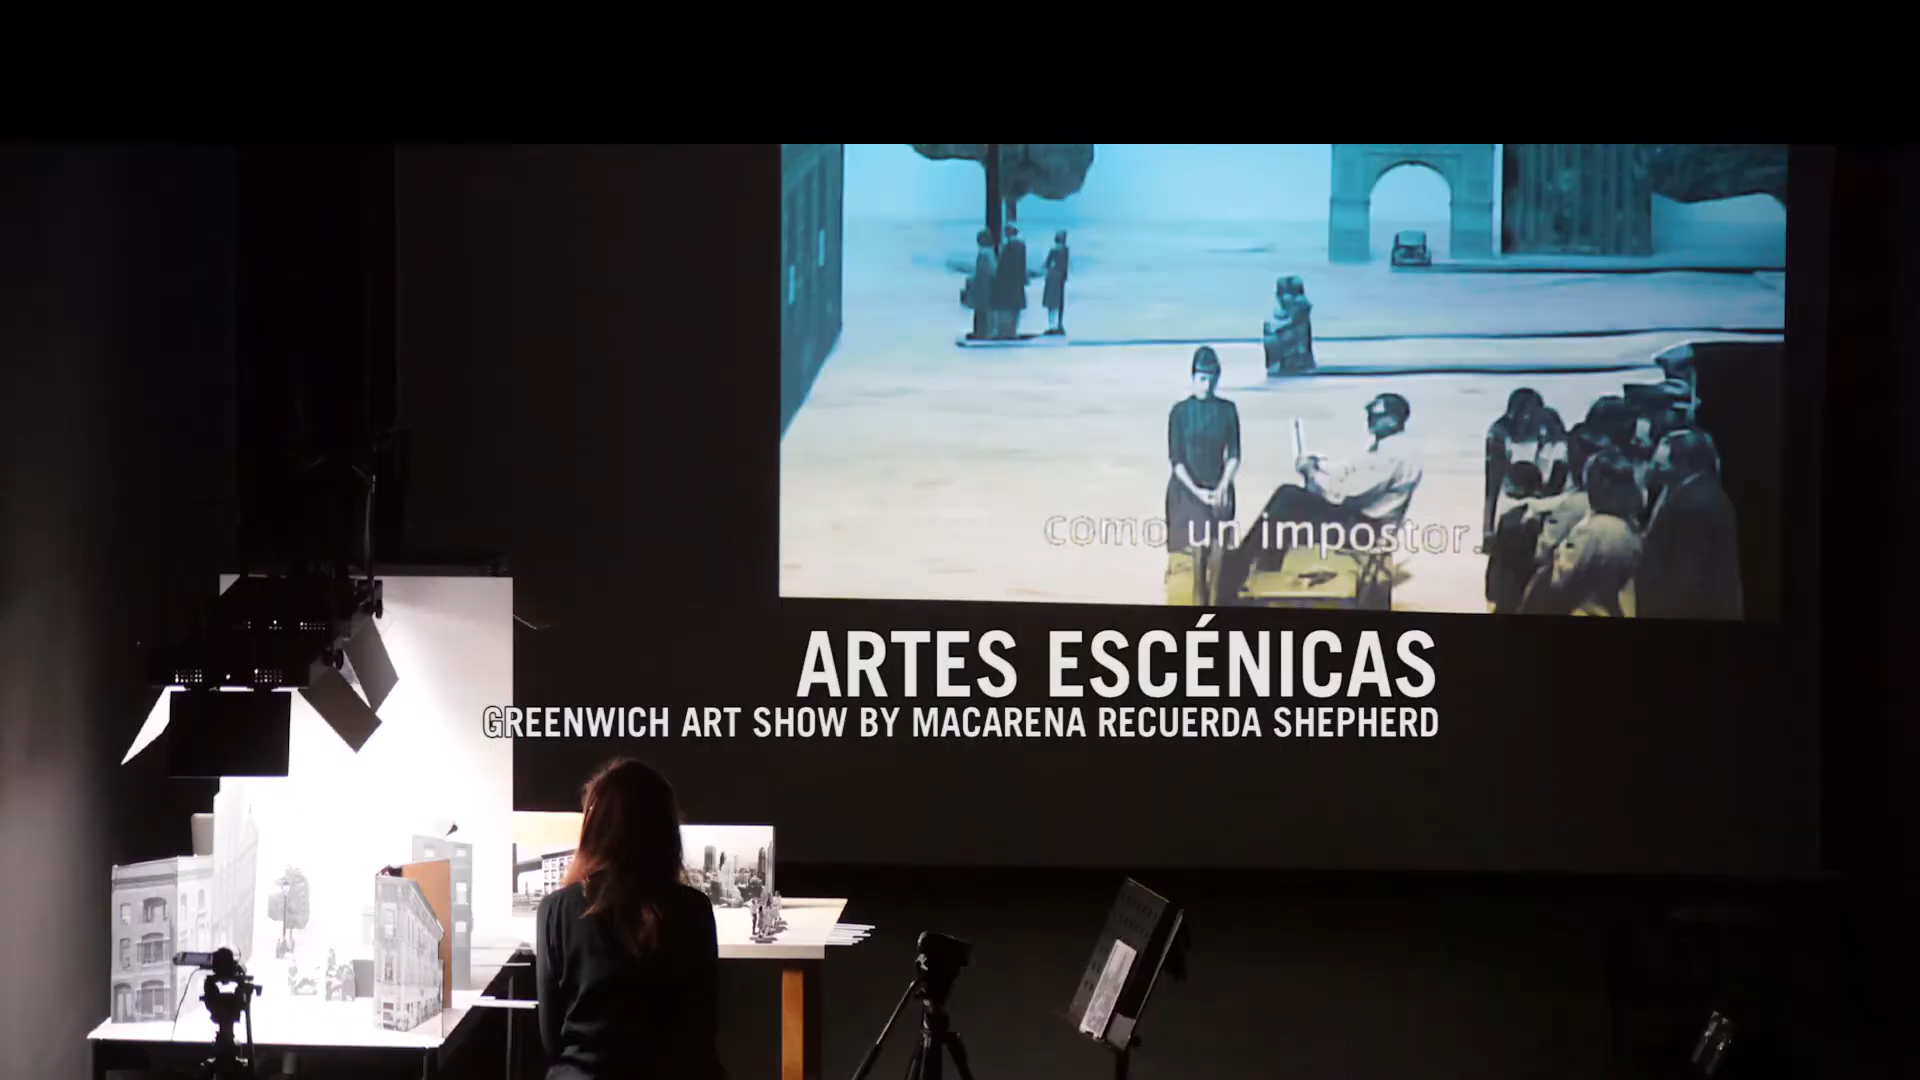 como un impostor.
ARTES ESCÉNICAS
GREENWICH ART SHOW BY MACARENA RECUERDA SHEPHERD